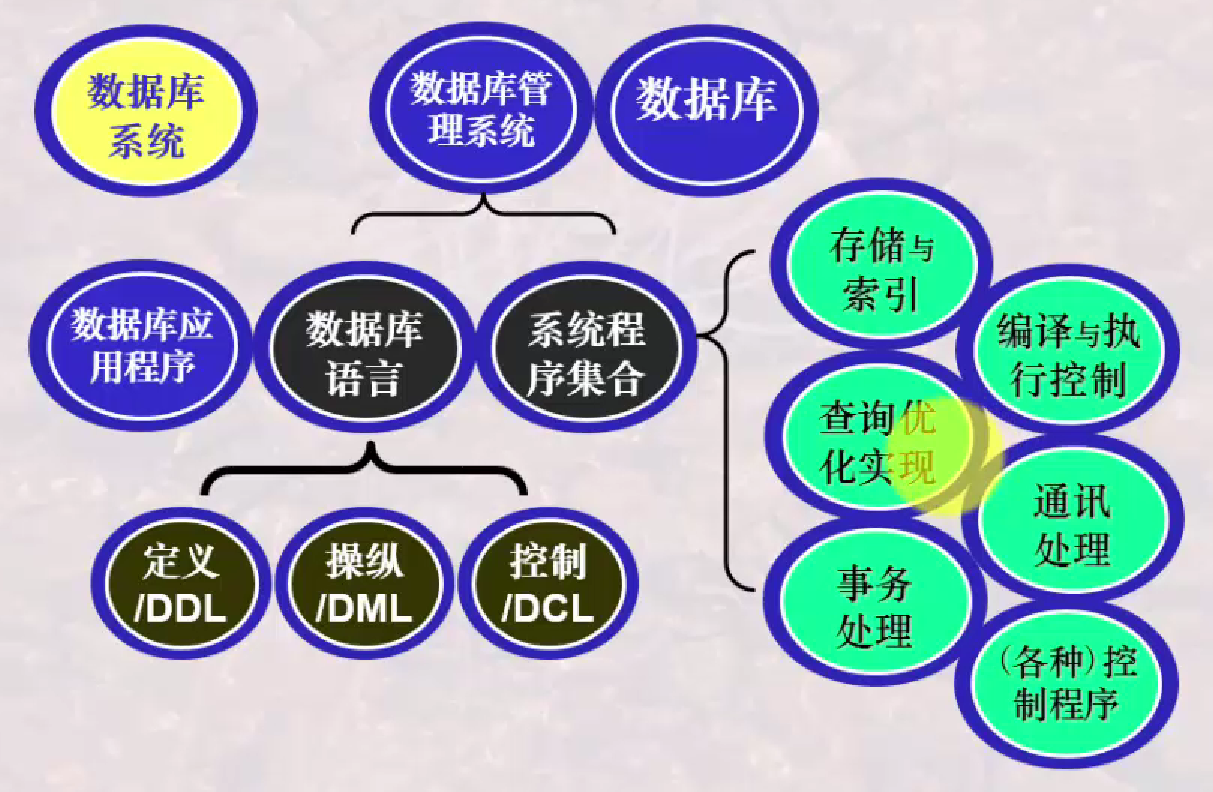 数据库
系统
数据库管
理系统
数据库
数据库应
用程序
数据库
语言
系统程
序集合
定义
/DDL
操纵
/DML
控制
/DCL
存储与
索引
编译与执
行控制
查询优
化实现
通讯
处理
事务
处理
（各种）控
制程序